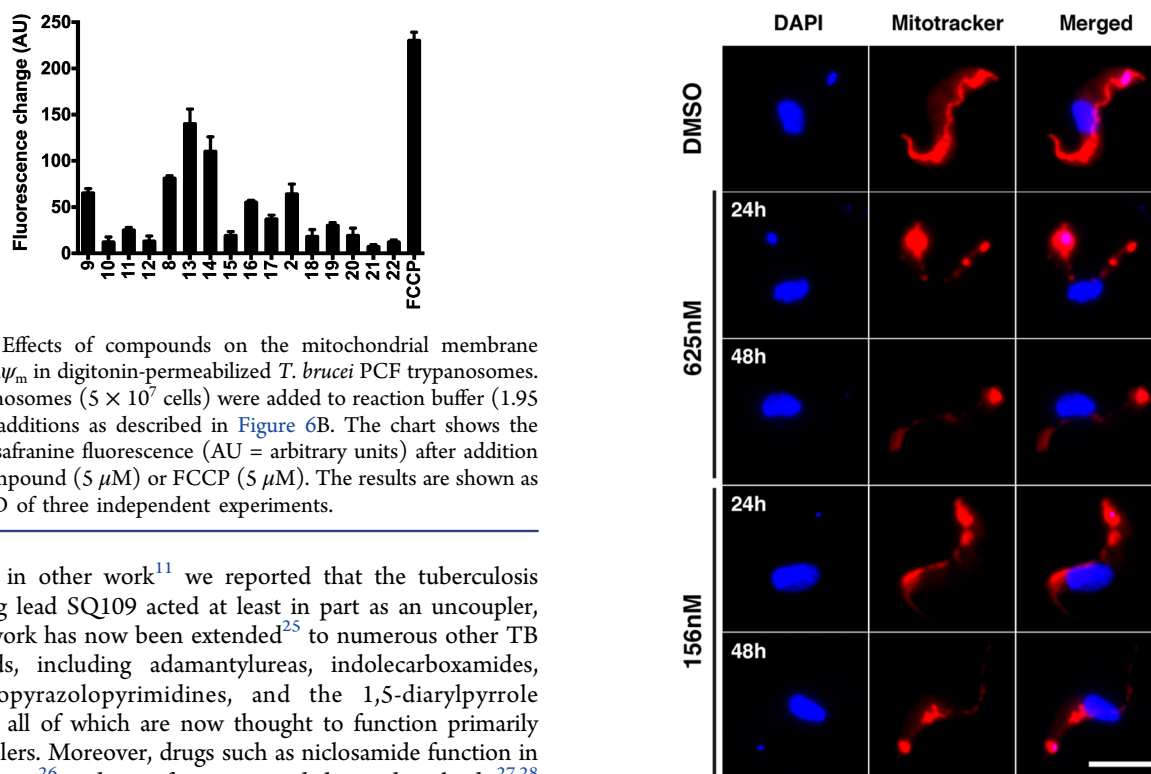 250
200
150
100
50
0
Fluorescence change (AU)
9 10 11 12 8 13 14 15 16 17 2 18 19 20 21 22 FCCP
Effects of compounds on the mitochondrial membrane
ψm in digitonin-permeabilized T. brucei PCF trypanosomes.
nosomes (5 × 10⁷ cells) were added to reaction buffer (1.95
additions as described in Figure 6B. The chart shows the
safranine fluorescence (AU = arbitrary units) after addition
mpound (5 μM) or FCCP (5 μM). The results are shown as
D of three independent experiments.
in other work¹¹ we reported that the tuberculosis
g lead SQ109 acted at least in part as an uncoupler,
work has now been extended²⁵ to numerous other TB
ds, including adamantylureas, indolecarboxamides,
opyrazolopyrimidines, and the 1,5-diarylpyrrole
all of which are now thought to function primarily
lers. Moreover, drugs such as niclosamide function in
DAPI Mitotracker Merged
DMSO
625nM
24h
48h
156nM
24h
48h